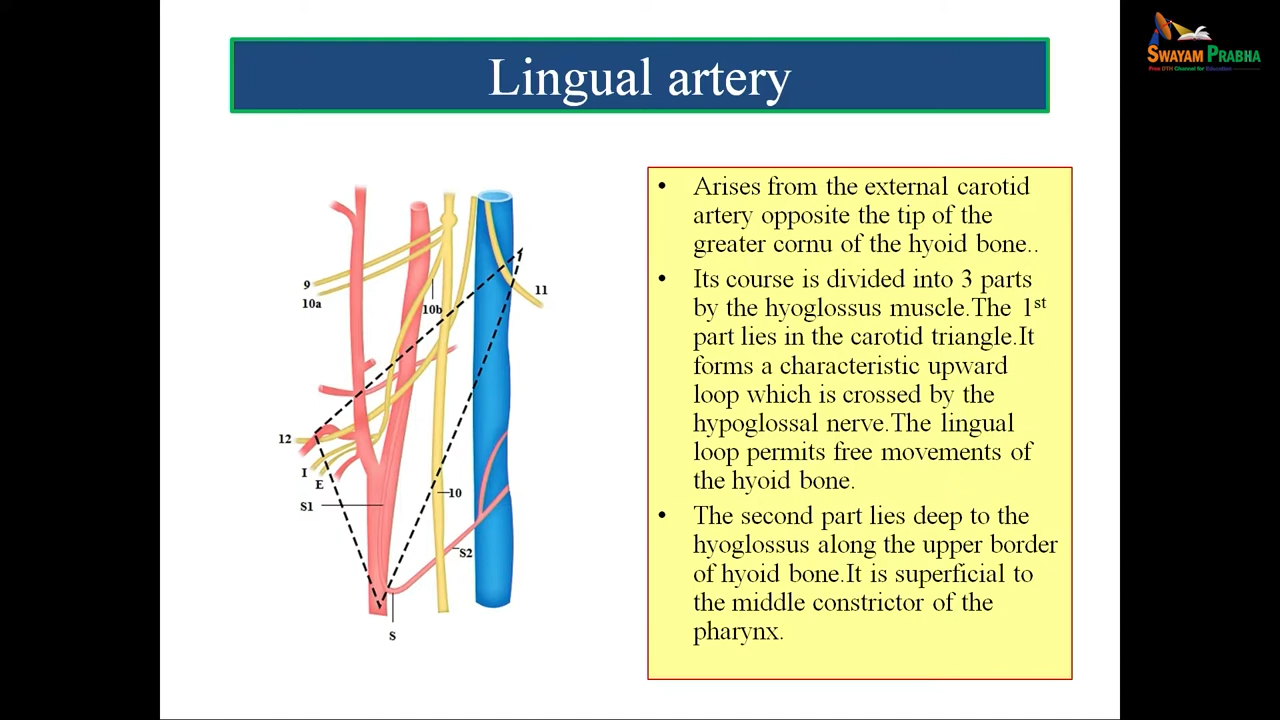 Lingual artery
SWAYAM PRABHA
Free DTH Channel for Education
9
10a
10b
11
12
I
E
S1
10
S2
S
• Arises from the external carotid
artery opposite the tip of the
greater cornu of the hyoid bone..
• Its course is divided into 3 parts
by the hyoglossus muscle.The 1st
part lies in the carotid triangle.It
forms a characteristic upward
loop which is crossed by the
hypoglossal nerve.The lingual
loop permits free movements of
the hyoid bone.
• The second part lies deep to the
hyoglossus along the upper border
of hyoid bone.It is superficial to
the middle constrictor of the
pharynx.